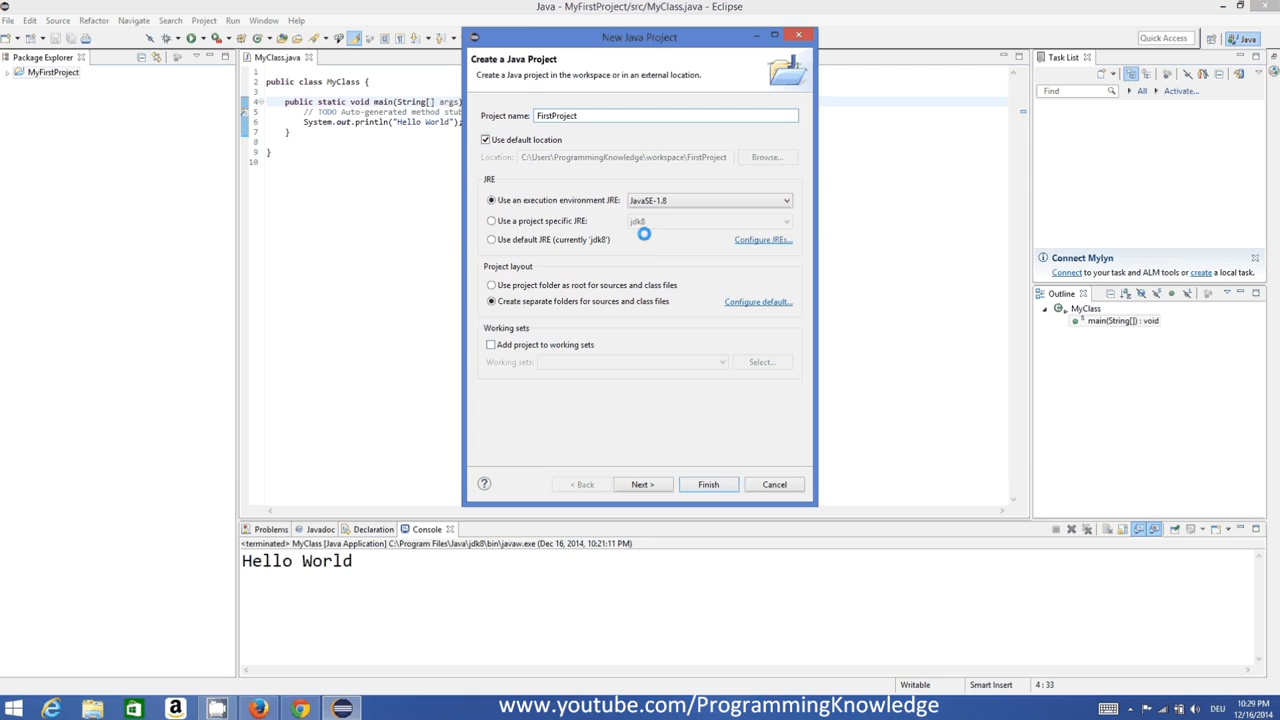 Java - MyFirstProject/src/MyClass.java - Eclipse
File Edit Source Refactor Navigate Search Project Run Window Help
Quick Access
Java
Package Explorer
MyFirstProject
MyClass.java
1
2 public class MyClass {
3
4 public static void main(String[] args)
5 // TODO Auto-generated method stub
6 System.out.println("Hello World");
7 }
8
9 }
10
New Java Project
Create a Java Project
Create a Java project in the workspace or in an external location.
Project name: FirstProject
Use default location
Location: C:\Users\ProgrammingKnowledge\workspace\FirstProject Browse...
JRE
Use an execution environment JRE: JavaSE-1.8
Use a project specific JRE: jdk8
Use default JRE (currently 'jdk8') Configure JREs...
Project layout
Use project folder as root for sources and class files
Create separate folders for sources and class files Configure default...
Working sets
Add project to working sets
Working sets: Select...
? < Back Next > Finish Cancel
Task List
Find All Activate...
Connect Mylyn
Connect to your task and ALM tools or create a local task.
Outline
MyClass
main(String[]) : void
Problems Javadoc Declaration Console
<terminated> MyClass [Java Application] C:\Program Files\Java\jdk8\bin\javaw.exe (Dec 16, 2014, 10:21:11 PM)
Hello World
Writable Smart Insert 4 : 33
www.youtube.com/ProgrammingKnowledge
DEU
10:29 PM
12/16/2014